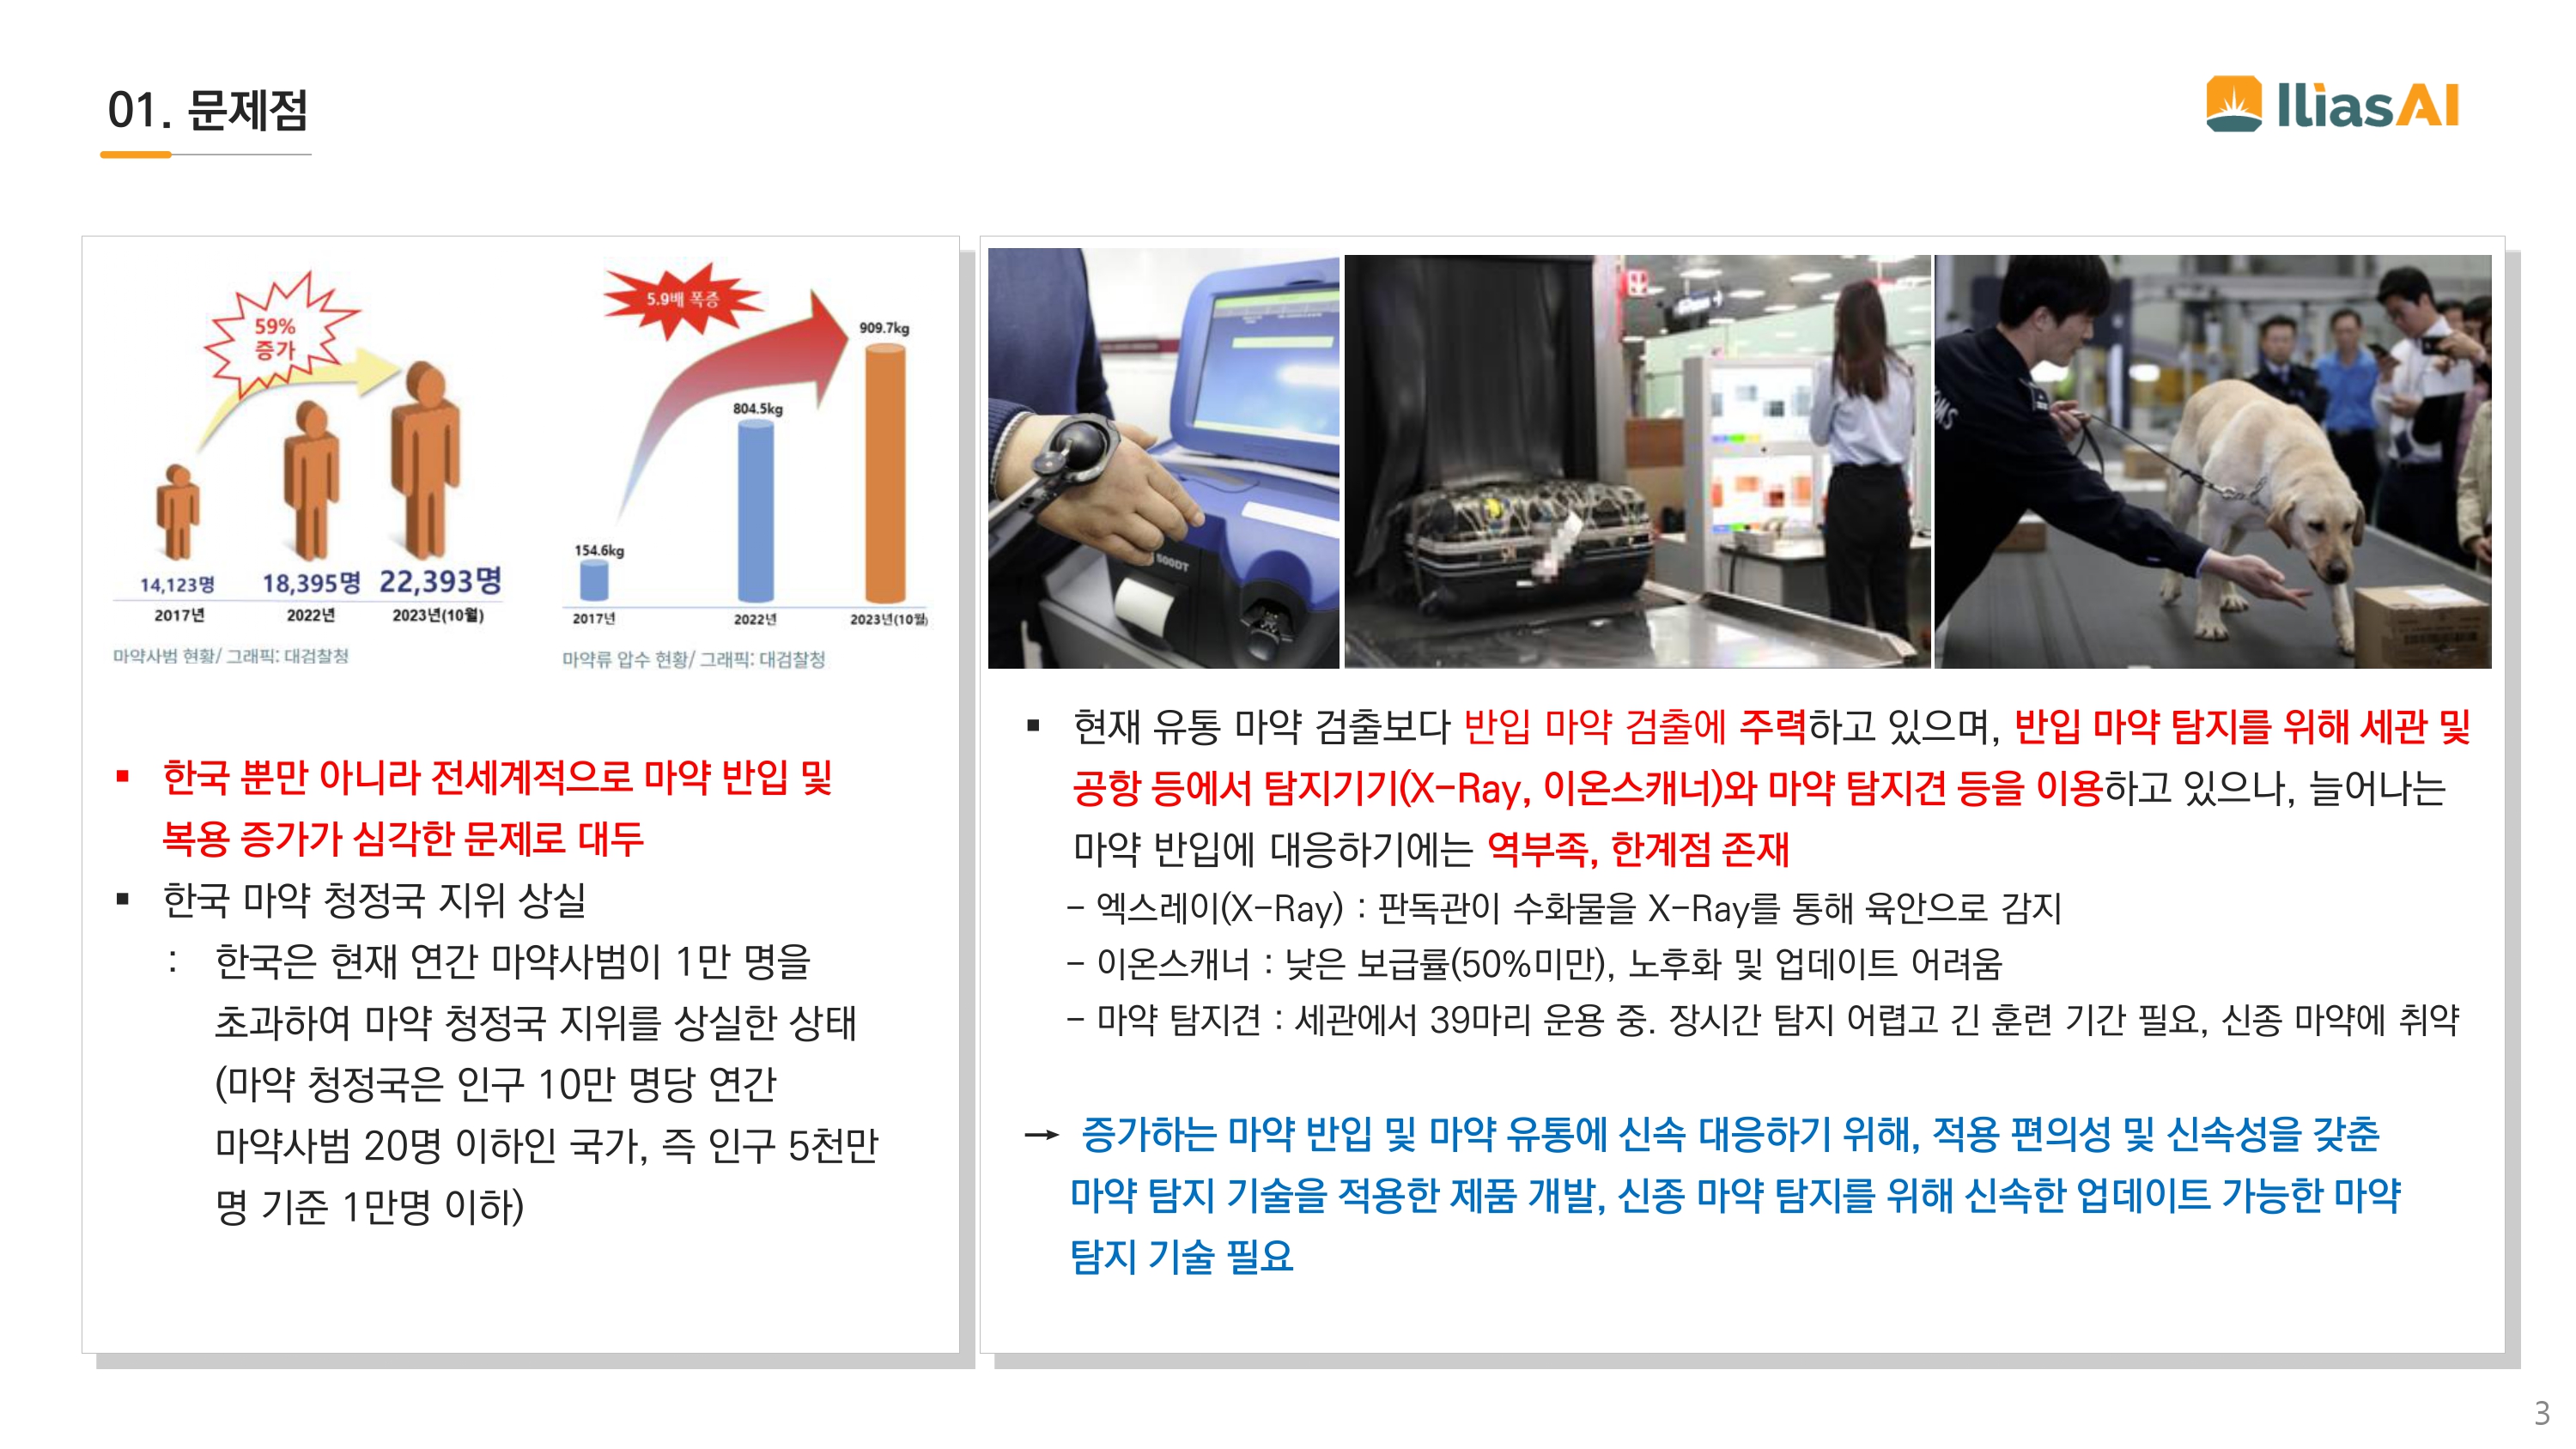 01. 문제점
IliasAI
59%
증가
14,123명
18,395명
22,393명
2017년
2022년
2023년(10월)
마약사범 현황/ 그래픽: 대검찰청
5.9배 폭증
154.6kg
804.5kg
909.7kg
2017년
2022년
2023년(10월)
마약류 압수 현황/ 그래픽: 대검찰청
▪ 한국 뿐만 아니라 전세계적으로 마약 반입 및
복용 증가가 심각한 문제로 대두
▪ 한국 마약 청정국 지위 상실
: 한국은 현재 연간 마약사범이 1만 명을
초과하여 마약 청정국 지위를 상실한 상태
(마약 청정국은 인구 10만 명당 연간
마약사범 20명 이하인 국가, 즉 인구 5천만
명 기준 1만명 이하)
500DT
OMS
▪ 현재 유통 마약 검출보다 반입 마약 검출에 주력하고 있으며, 반입 마약 탐지를 위해 세관 및
공항 등에서 탐지기기(X-Ray, 이온스캐너)와 마약 탐지견 등을 이용하고 있으나, 늘어나는
마약 반입에 대응하기에는 역부족, 한계점 존재
- 엑스레이(X-Ray) : 판독관이 수화물을 X-Ray를 통해 육안으로 감지
- 이온스캐너 : 낮은 보급률(50%미만), 노후화 및 업데이트 어려움
- 마약 탐지견 : 세관에서 39마리 운용 중. 장시간 탐지 어렵고 긴 훈련 기간 필요, 신종 마약에 취약
→ 증가하는 마약 반입 및 마약 유통에 신속 대응하기 위해, 적용 편의성 및 신속성을 갖춘
마약 탐지 기술을 적용한 제품 개발, 신종 마약 탐지를 위해 신속한 업데이트 가능한 마약
탐지 기술 필요
3